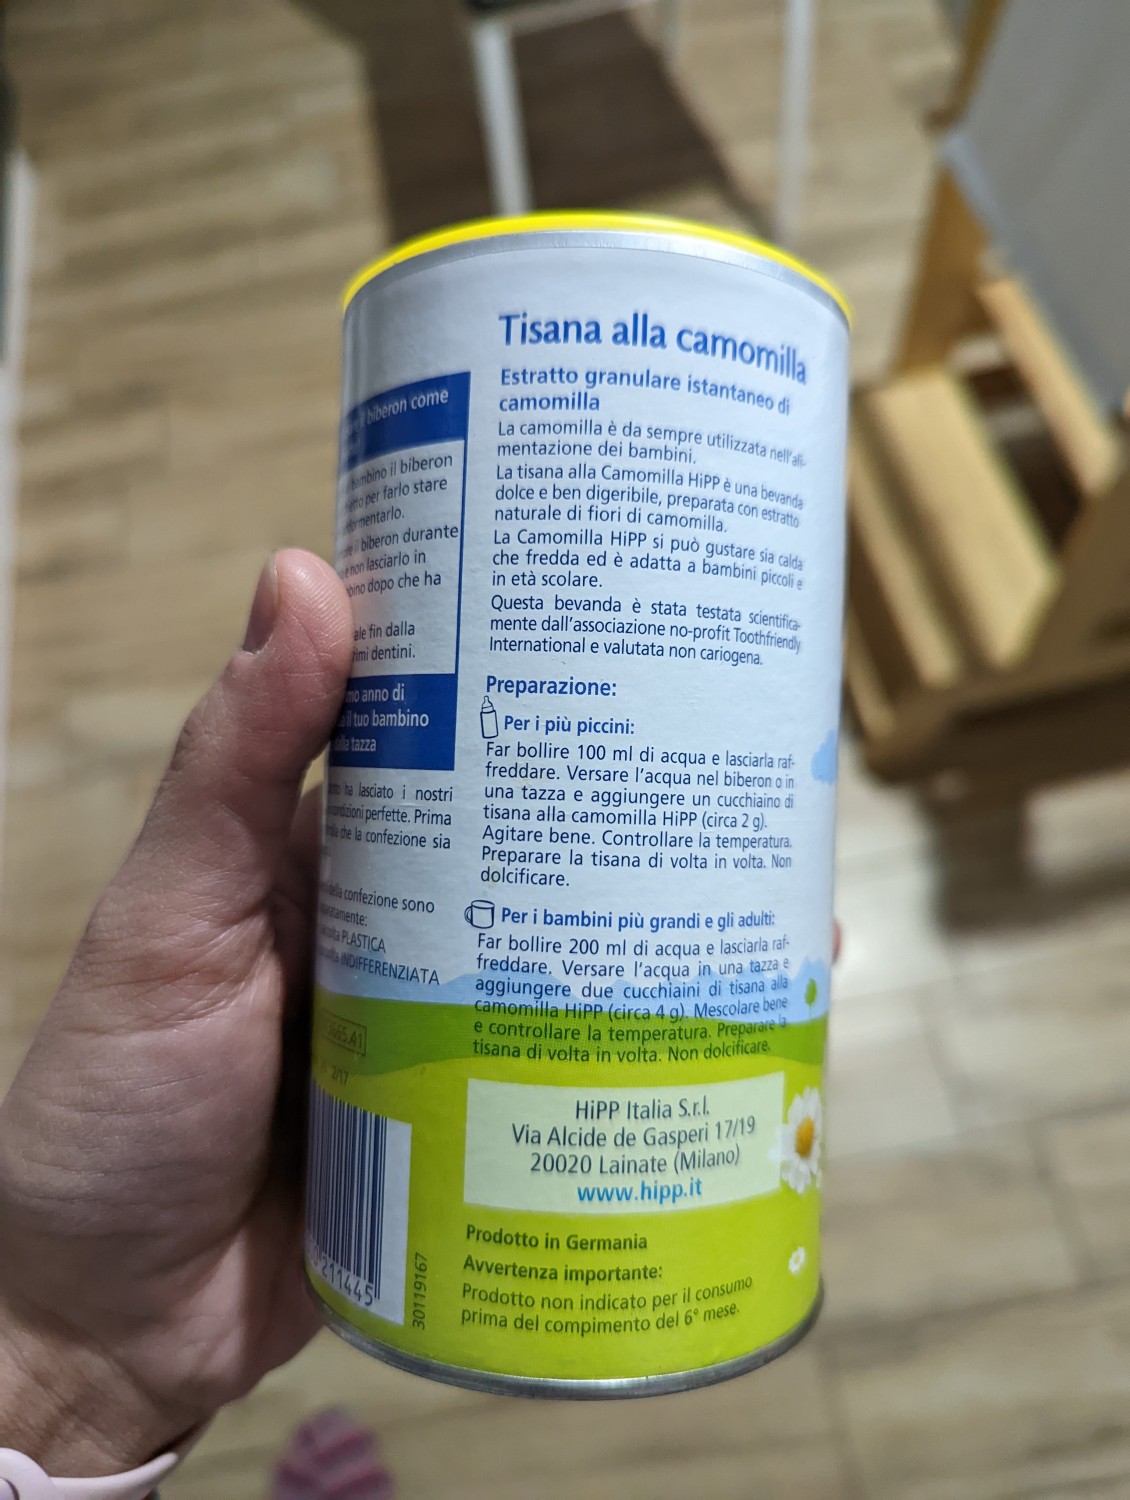 biberon come
bambino il biberon
per farlo stare
biberon durante
e non lasciarlo in
dopo che ha
fin dalla
dentini.
anno di
il tuo bambino
tazza
ha lasciato i nostri
perfette. Prima
che la confezione sia
della confezione sono
PLASTICA
INDIFFERENZIATA
2/17
211445
30119167
Tisana alla camomilla
Estratto granulare istantaneo di
camomilla
La camomilla è da sempre utilizzata nell'ali-
mentazione dei bambini.
La tisana alla Camomilla HiPP è una bevanda
dolce e ben digeribile, preparata con estratto
naturale di fiori di camomilla.
La Camomilla HiPP si può gustare sia calda
che fredda ed è adatta a bambini piccoli e
in età scolare.
Questa bevanda è stata testata scientifica-
mente dall'associazione no-profit Toothfriendly
International e valutata non cariogena.
Preparazione:
Per i più piccini:
Far bollire 100 ml di acqua e lasciarla raf-
freddare. Versare l'acqua nel biberon o in
una tazza e aggiungere un cucchiaino di
tisana alla camomilla HiPP (circa 2 g).
Agitare bene. Controllare la temperatura.
Preparare la tisana di volta in volta. Non
dolcificare.
Per i bambini più grandi e gli adulti:
Far bollire 200 ml di acqua e lasciarla raf-
freddare. Versare l'acqua in una tazza e
aggiungere due cucchiaini di tisana alla
camomilla HiPP (circa 4 g). Mescolare bene
e controllare la temperatura. Preparare la
tisana di volta in volta. Non dolcificare.
HiPP Italia S.r.l.
Via Alcide de Gasperi 17/19
20020 Lainate (Milano)
www.hipp.it
Prodotto in Germania
Avvertenza importante:
Prodotto non indicato per il consumo
prima del compimento del 6° mese.